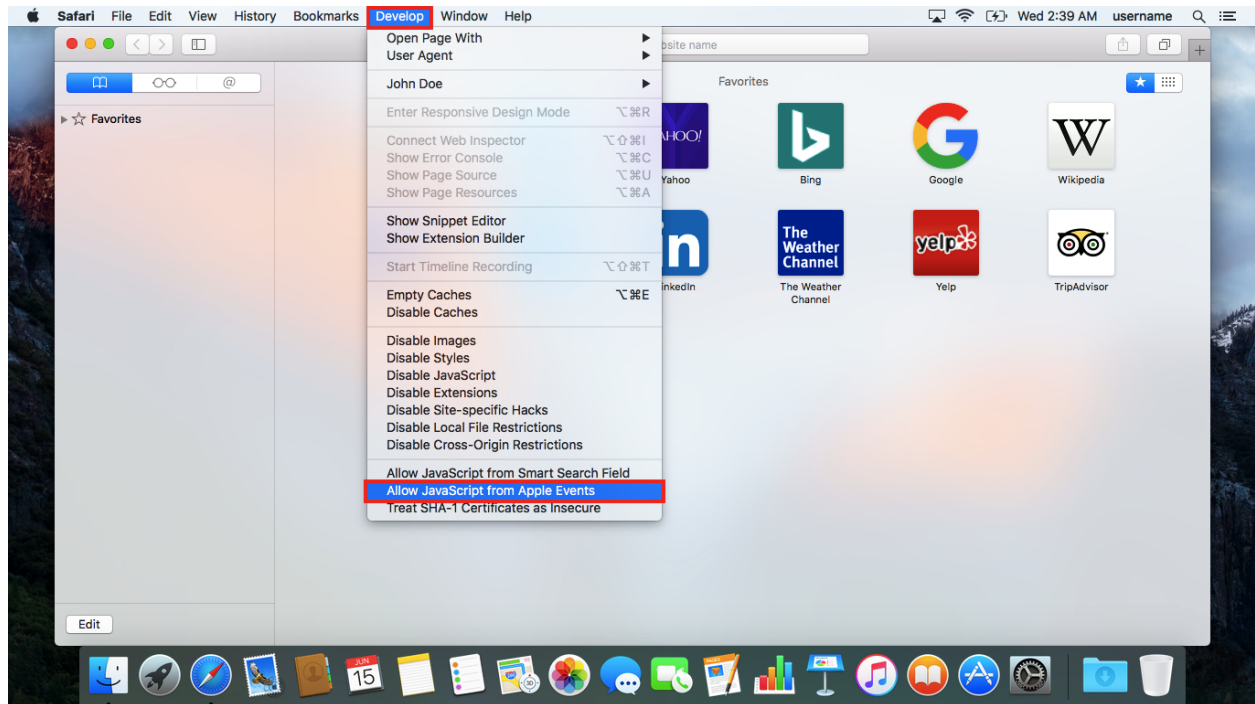 Safari File Edit View History Bookmarks Develop Window Help Wed 2:39 AM username
bsite name
Favorites
Favorites
Open Page With
User Agent
John Doe
Enter Responsive Design Mode ⌥⌘R
Connect Web Inspector ⌥⇧⌘I
Show Error Console ⌥⌘C
Show Page Source ⌥⌘U
Show Page Resources ⌥⌘A
Show Snippet Editor
Show Extension Builder
Start Timeline Recording ⌥⇧⌘T
Empty Caches ⌥⌘E
Disable Caches
Disable Images
Disable Styles
Disable JavaScript
Disable Extensions
Disable Site-specific Hacks
Disable Local File Restrictions
Disable Cross-Origin Restrictions
Allow JavaScript from Smart Search Field
Allow JavaScript from Apple Events
Treat SHA-1 Certificates as Insecure
AHOO!
W
Yahoo Bing Google Wikipedia
in
The
Weather
Channel
yelp
inkedIn The Weather
Channel
Yelp TripAdvisor
Edit
JUN
15